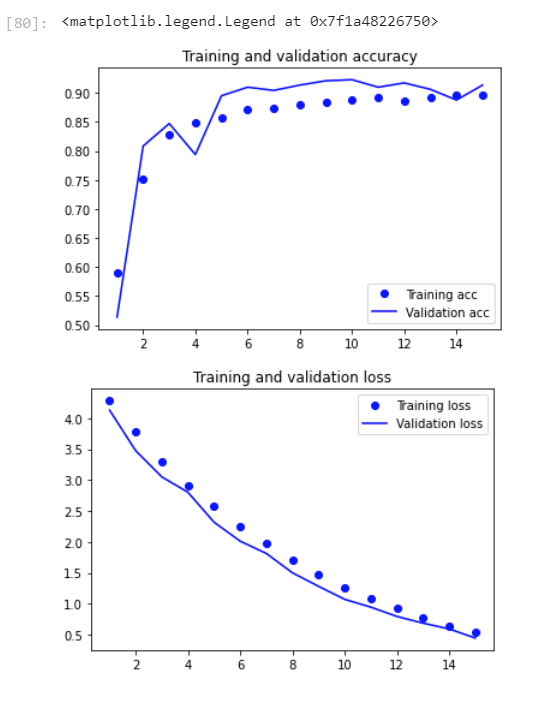 [80]: <matplotlib.legend.Legend at 0x7f1a48226750>
Training and validation accuracy
0.90
0.85
0.80
0.75
0.70
0.65
0.60
0.55
0.50
Training acc
Validation acc
2 4 6 8 10 12 14
Training and validation loss
4.0
3.5
3.0
2.5
2.0
1.5
1.0
0.5
Training loss
Validation loss
2 4 6 8 10 12 14